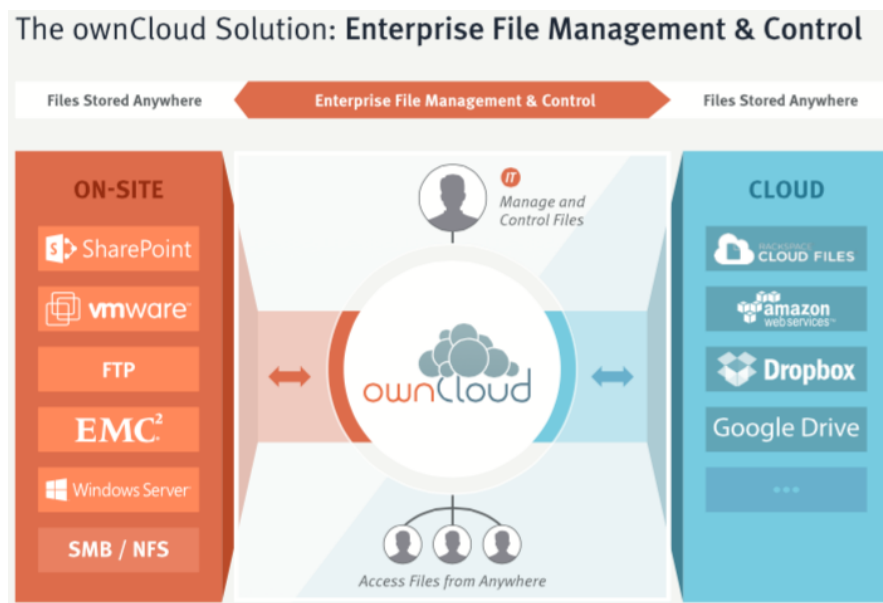 The ownCloud Solution: Enterprise File Management & Control
Files Stored Anywhere
Enterprise File Management & Control
Files Stored Anywhere
ON-SITE
SharePoint
vmware
FTP
EMC²
Windows Server
SMB / NFS
IT
Manage and
Control Files
ownCloud
Access Files from Anywhere
CLOUD
RACKSPACE
CLOUD FILES
amazon
webservices™
Dropbox
Google Drive
...